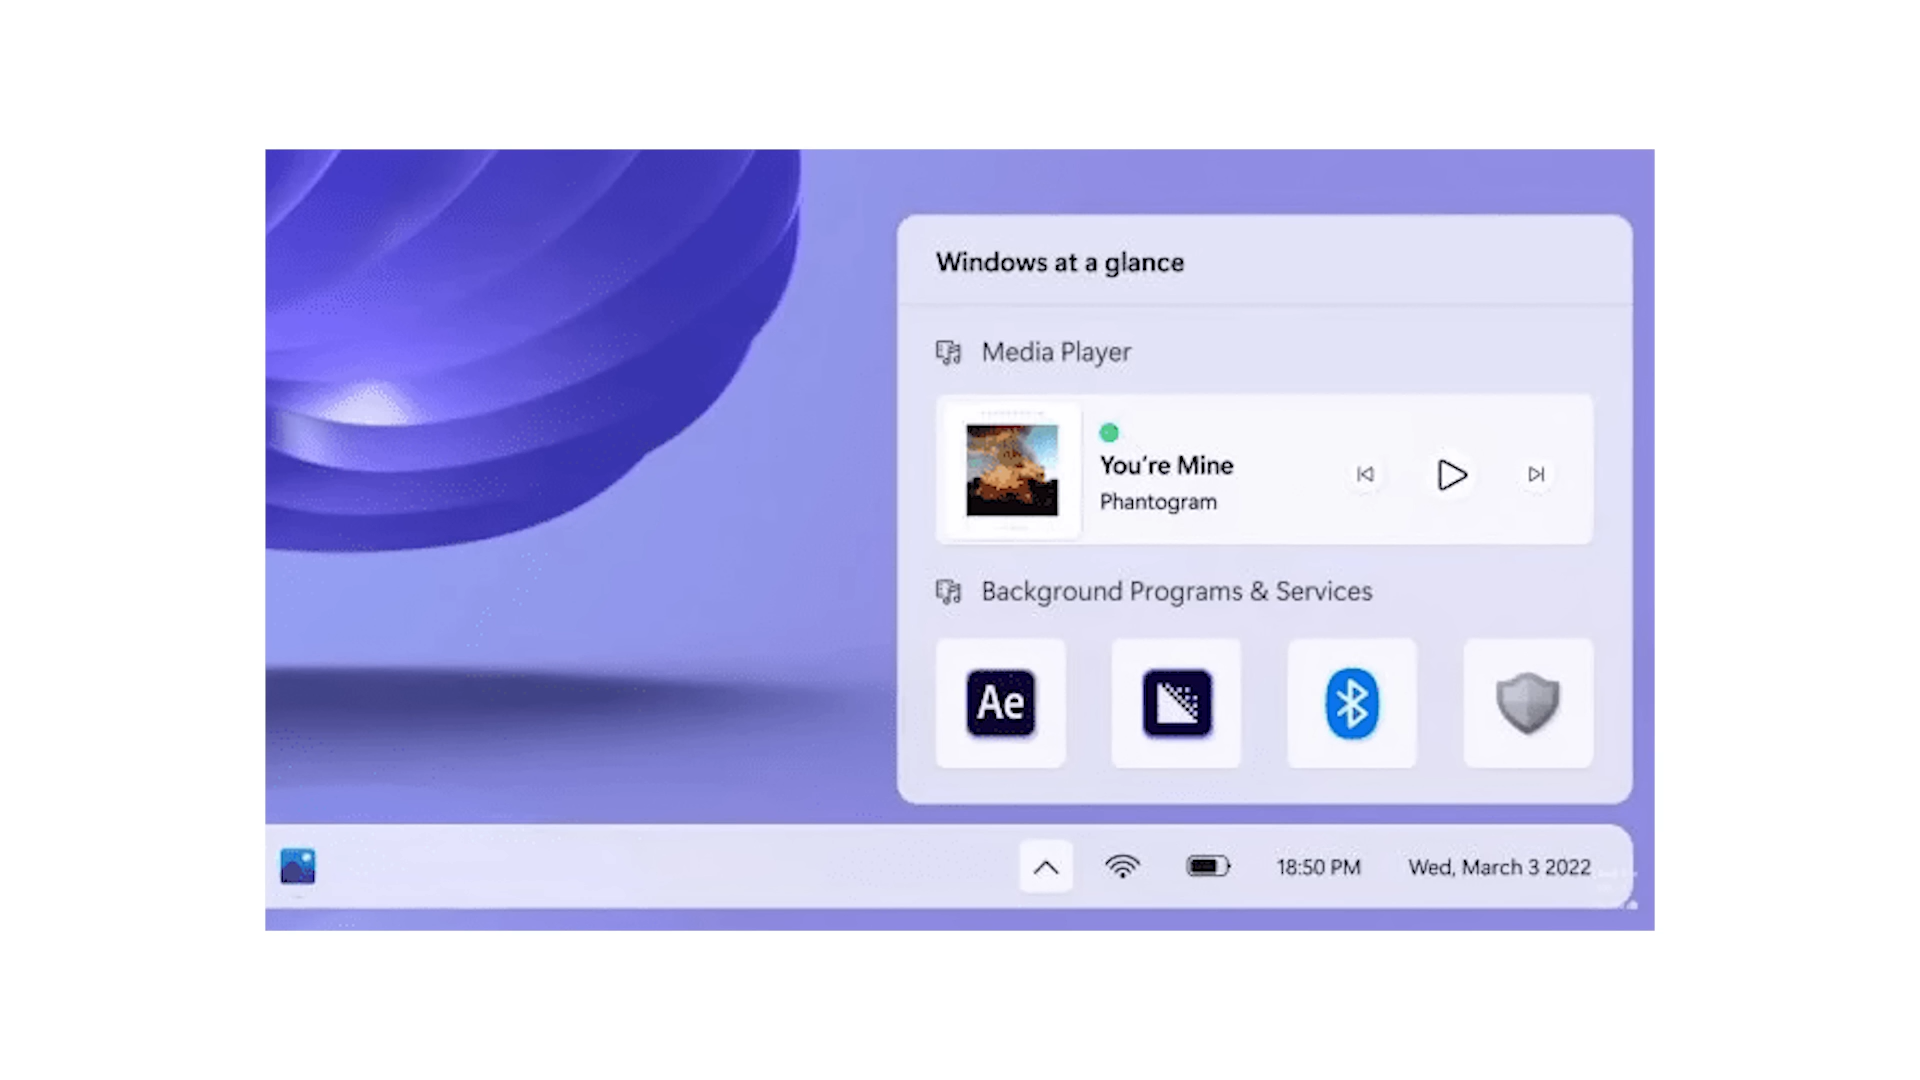 Windows at a glance
Media Player
You're Mine
Phantogram
Background Programs & Services
Ae
18:50 PM
Wed, March 3 2022